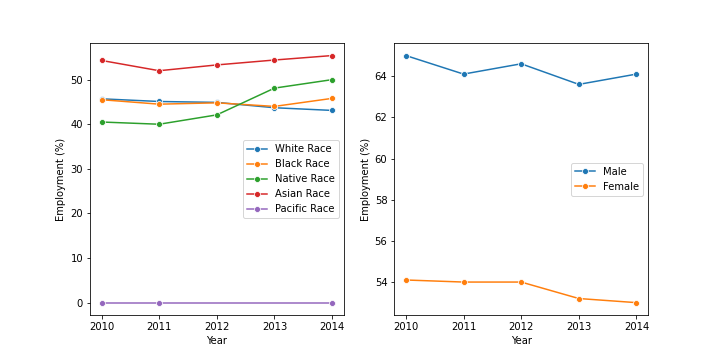 Employment (%)
50
40
30
20
10
0
2010 2011 2012 2013 2014
Year
White Race
Black Race
Native Race
Asian Race
Pacific Race
Employment (%)
64
62
60
58
56
54
2010 2011 2012 2013 2014
Year
Male
Female